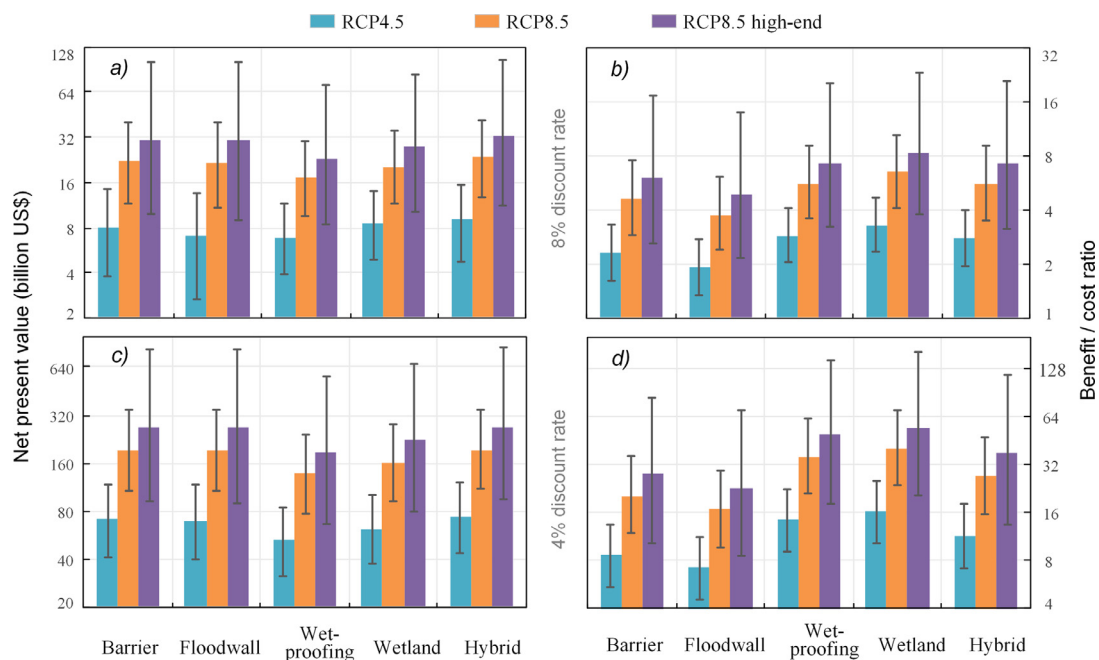 RCP4.5 RCP8.5 RCP8.5 high-end
Net present value (billion US$)
a)
128
64
32
16
8
4
2
8% discount rate
b)
32
16
8
4
2
1
Benefit / cost ratio
c)
640
320
160
80
40
20
4% discount rate
d)
128
64
32
16
8
4
Barrier Floodwall Wet-
proofing Wetland Hybrid
Barrier Floodwall Wet-
proofing Wetland Hybrid